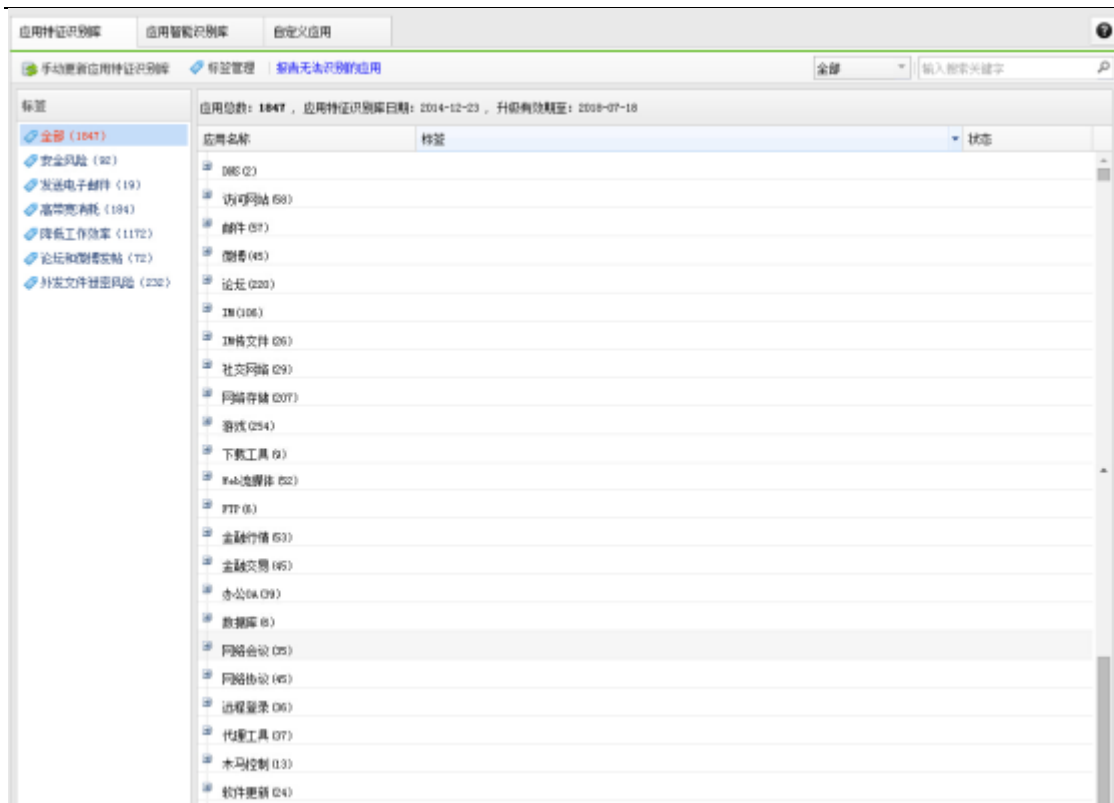 应用特征识别库 应用智能识别库 自定义应用
手动更新应用特征识别库 标签管理 报告无法识别的应用 全部 输入搜索关键字
标签
应用总数：1847 ， 应用特征识别库日期：2014-12-23 ， 升级有效期至：2018-07-18
全部（1847）
安全风险（92）
发送电子邮件（19）
高带宽消耗（194）
降低工作效率（1172）
论坛和微博发帖（72）
外发文件泄密风险（232）
应用名称 标签 状态
DNS(2)
访问网站(58)
邮件(57)
微博(45)
论坛(220)
IM(106)
IM传文件(26)
社交网络(29)
网络存储(207)
游戏(254)
下载工具(9)
Web流媒体(52)
FTP(6)
金融行情(53)
金融交易(45)
办公OA(39)
数据库(8)
网络会议(35)
网络协议(45)
远程登录(36)
代理工具(37)
木马控制(13)
软件更新(24)